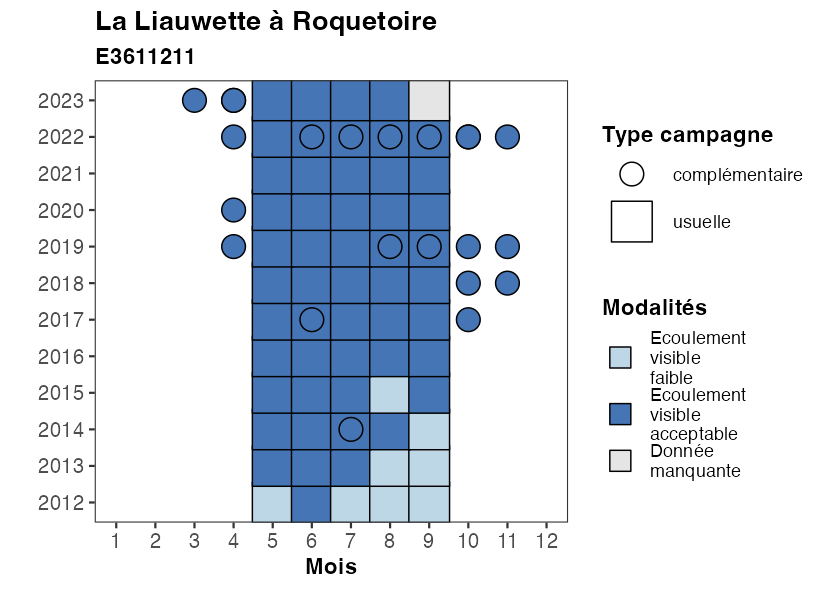 La Liauwette à Roquetoire
E3611211
2023
2022
2021
2020
2019
2018
2017
2016
2015
2014
2013
2012
1 2 3 4 5 6 7 8 9 10 11 12
Mois
Type campagne
complémentaire
usuelle
Modalités
Ecoulement
visible
faible
Ecoulement
visible
acceptable
Donnée
manquante